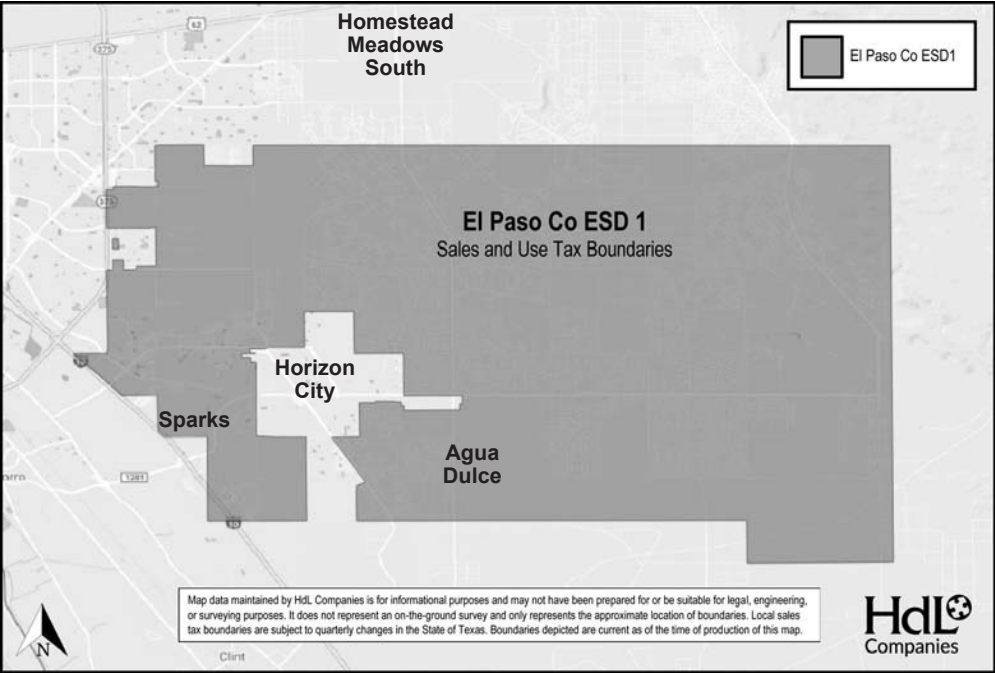 Homestead
Meadows
South
62
375
El Paso Co ESD1
375
El Paso Co ESD 1
Sales and Use Tax Boundaries
Horizon
City
Sparks
Agua
Dulce
1281
10
Map data maintained by HdL Companies is for informational purposes and may not have been prepared for or be suitable for legal, engineering,
or surveying purposes. It does not represent an on-the-ground survey and only represents the approximate location of boundaries. Local sales
tax boundaries are subject to quarterly changes in the State of Texas. Boundaries depicted are current as of the time of production of this map.
N
Clint
HdL
Companies